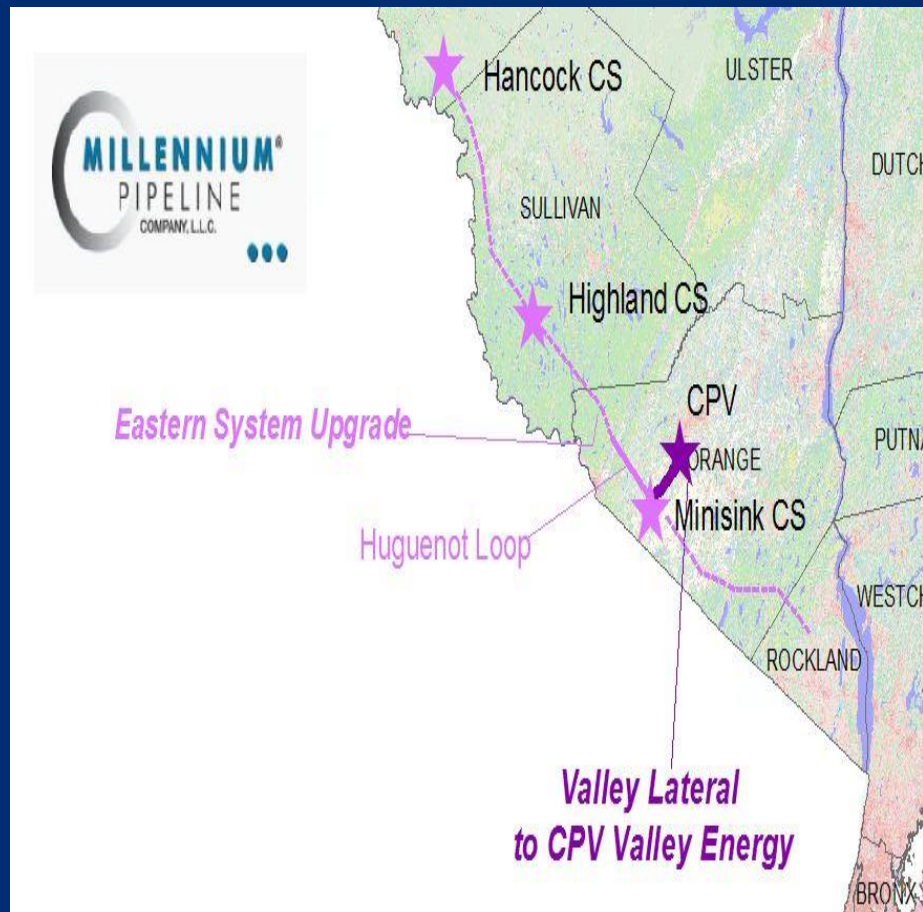 Hancock CS
ULSTER
MILLENNIUM®
PIPELINE
COMPANY, L.L.C.
DUTCH
SULLIVAN
Highland CS
CPV
Eastern System Upgrade
ORANGE
PUTNA
Minisink CS
Huguenot Loop
WESTCH
ROCKLAND
Valley Lateral
to CPV Valley Energy
BRONX